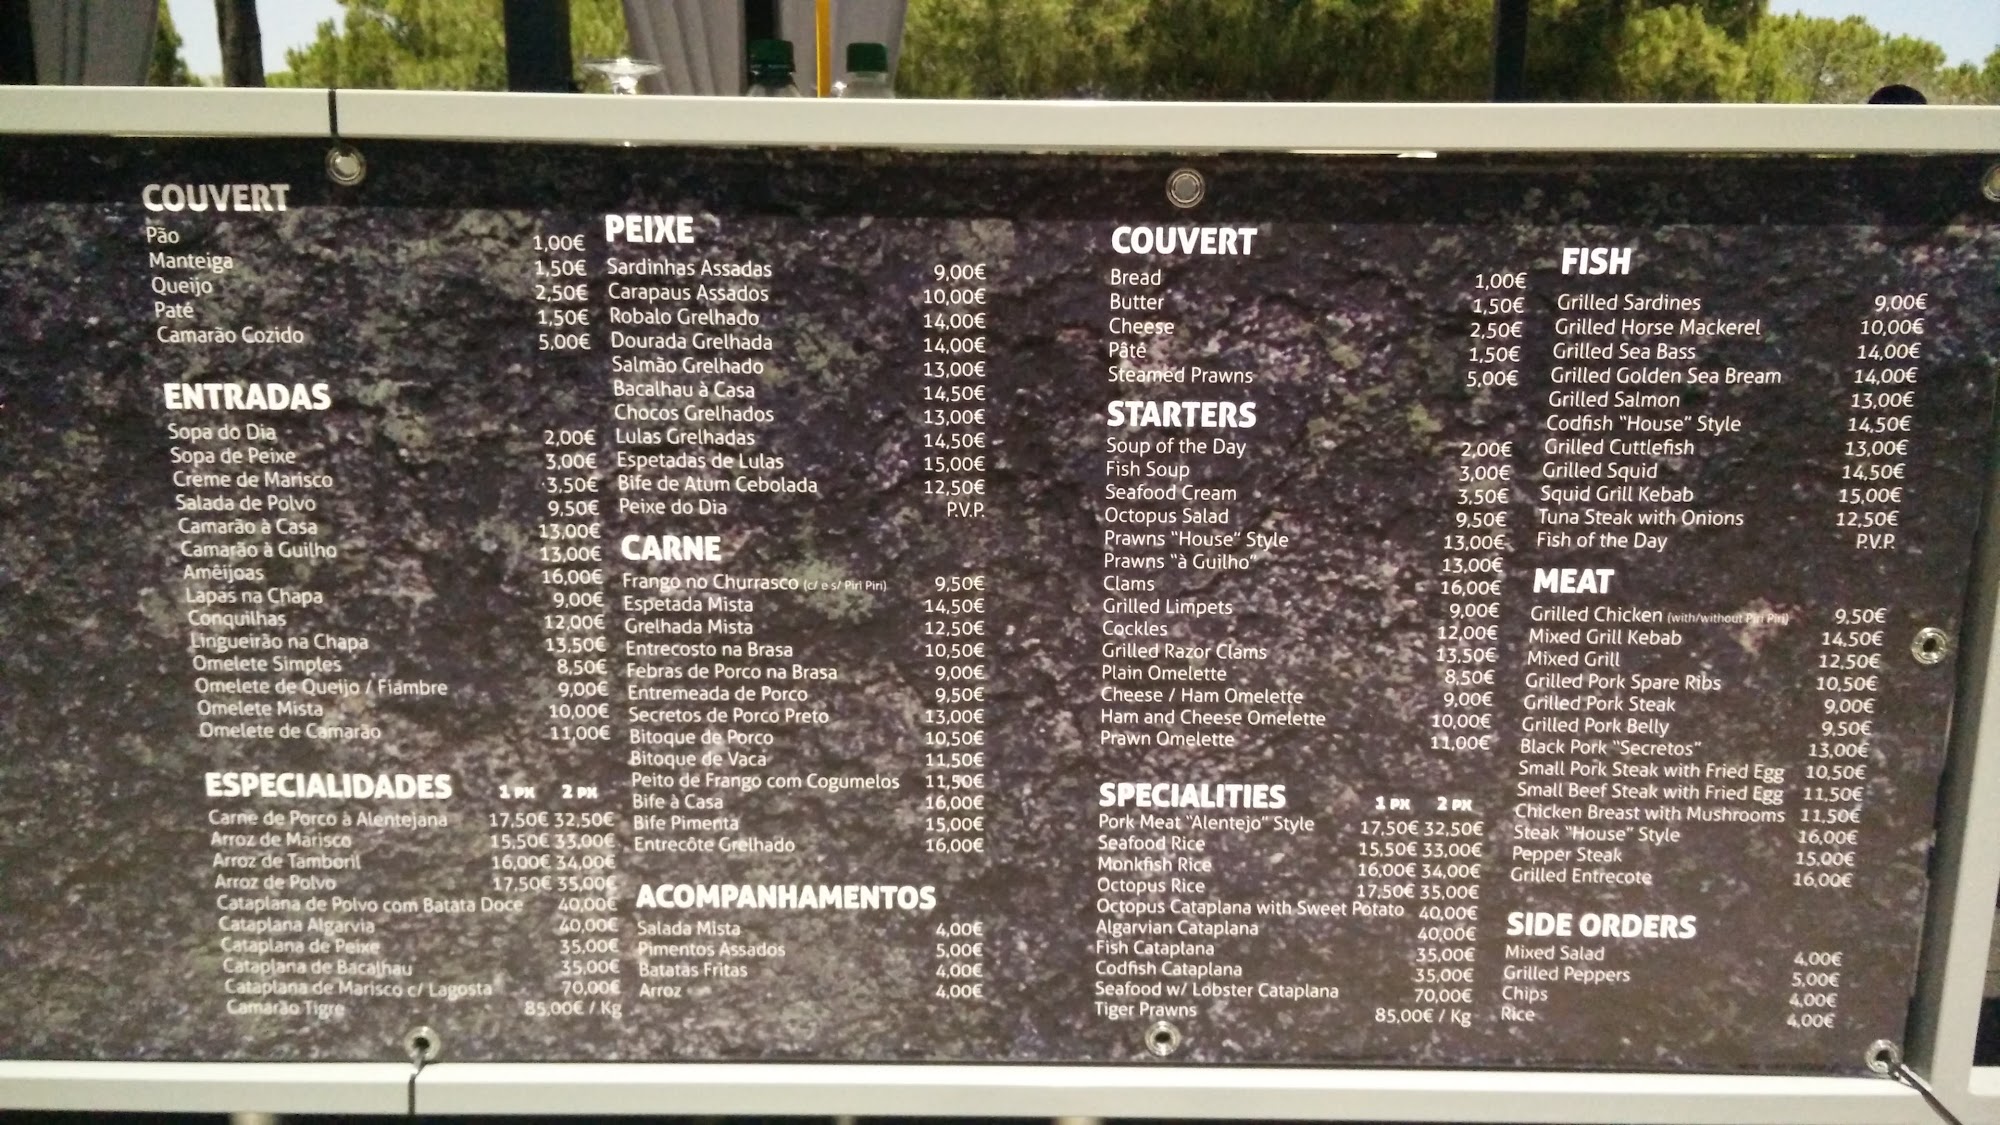 COUVERT
Pão 1,00€
Manteiga 1,50€
Queijo 2,50€
Paté 1,50€
Camarão Cozido 5,00€
ENTRADAS
Sopa do Dia 2,00€
Sopa de Peixe 3,00€
Creme de Marisco 3,50€
Salada de Polvo 9,50€
Camarão à Casa 13,00€
Camarão à Guilho 13,00€
Amêijoas 16,00€
Lapas na Chapa 9,00€
Conquilhas 12,00€
Lingueirão na Chapa 13,50€
Omelete Simples 8,50€
Omelete de Queijo / Fiambre 9,00€
Omelete Mista 10,00€
Omelete de Camarão 11,00€
ESPECIALIDADES 1 PX 2 PX
Carne de Porco à Alentejana 17,50€ 32,50€
Arroz de Marisco 15,50€ 33,00€
Arroz de Tamboril 16,00€ 34,00€
Arroz de Polvo 17,50€ 35,00€
Cataplana de Polvo com Batata Doce 40,00€
Cataplana Algarvia 40,00€
Cataplana de Peixe 35,00€
Cataplana de Bacalhau 35,00€
Cataplana de Marisco c/ Lagosta 70,00€
Camarão Tigre 85,00€ / Kg
PEIXE
Sardinhas Assadas 9,00€
Carapaus Assados 10,00€
Robalo Grelhado 14,00€
Dourada Grelhada 14,00€
Salmão Grelhado 13,00€
Bacalhau à Casa 14,50€
Chocos Grelhados 13,00€
Lulas Grelhadas 14,50€
Espetadas de Lulas 15,00€
Bife de Atum Cebolada 12,50€
Peixe do Dia P.V.P.
CARNE
Frango no Churrasco (c/ e s/ Piri Piri) 9,50€
Espetada Mista 14,50€
Grelhada Mista 12,50€
Entrecosto na Brasa 10,50€
Febras de Porco na Brasa 9,00€
Entremeada de Porco 9,50€
Secretos de Porco Preto 13,00€
Bitoque de Porco 10,50€
Bitoque de Vaca 11,50€
Peito de Frango com Cogumelos 11,50€
Bife à Casa 16,00€
Bife Pimenta 15,00€
Entrecôte Grelhado 16,00€
ACOMPANHAMENTOS
Salada Mista 4,00€
Pimentos Assados 5,00€
Batatas Fritas 4,00€
Arroz 4,00€
COUVERT
Bread 1,00€
Butter 1,50€
Cheese 2,50€
Pâté 1,50€
Steamed Prawns 5,00€
STARTERS
Soup of the Day 2,00€
Fish Soup 3,00€
Seafood Cream 3,50€
Octopus Salad 9,50€
Prawns "House" Style 13,00€
Prawns "à Guilho" 13,00€
Clams 16,00€
Grilled Limpets 9,00€
Cockles 12,00€
Grilled Razor Clams 13,50€
Plain Omelette 8,50€
Cheese / Ham Omelette 9,00€
Ham and Cheese Omelette 10,00€
Prawn Omelette 11,00€
SPECIALITIES 1 PX 2 PX
Pork Meat "Alentejo" Style 17,50€ 32,50€
Seafood Rice 15,50€ 33,00€
Monkfish Rice 16,00€ 34,00€
Octopus Rice 17,50€ 35,00€
Octopus Cataplana with Sweet Potato 40,00€
Algarvian Cataplana 40,00€
Fish Cataplana 35,00€
Codfish Cataplana 35,00€
Seafood w/ Lobster Cataplana 70,00€
Tiger Prawns 85,00€ / Kg
FISH
Grilled Sardines 9,00€
Grilled Horse Mackerel 10,00€
Grilled Sea Bass 14,00€
Grilled Golden Sea Bream 14,00€
Grilled Salmon 13,00€
Codfish "House" Style 14,50€
Grilled Cuttlefish 13,00€
Grilled Squid 14,50€
Squid Grill Kebab 15,00€
Tuna Steak with Onions 12,50€
Fish of the Day P.V.P.
MEAT
Grilled Chicken (with/without Piri Piri) 9,50€
Mixed Grill Kebab 14,50€
Mixed Grill 12,50€
Grilled Pork Spare Ribs 10,50€
Grilled Pork Steak 9,00€
Grilled Pork Belly 9,50€
Black Pork "Secretos" 13,00€
Small Pork Steak with Fried Egg 10,50€
Small Beef Steak with Fried Egg 11,50€
Chicken Breast with Mushrooms 11,50€
Steak "House" Style 16,00€
Pepper Steak 15,00€
Grilled Entrecote 16,00€
SIDE ORDERS
Mixed Salad 4,00€
Grilled Peppers 5,00€
Chips 4,00€
Rice 4,00€